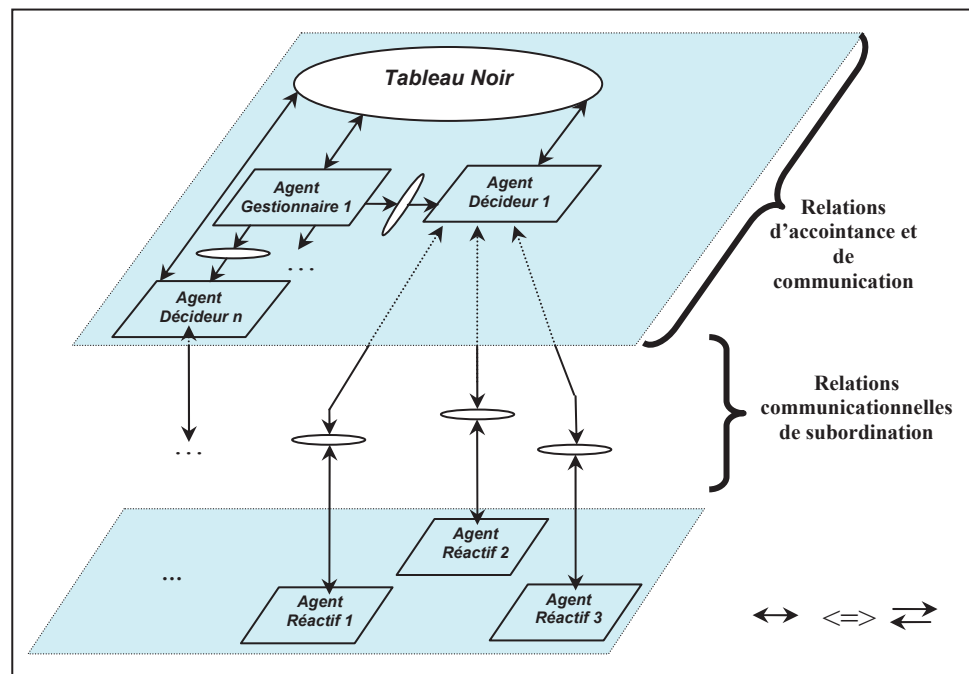 Tableau Noir
Agent
Gestionnaire 1
Agent
Décideur 1
. . .
Agent
Décideur n
Relations
d’accointance et
de
communication
Relations
communicationnelles
de subordination
. . .
Agent
Réactif 2
...
Agent
Réactif 1
Agent
Réactif 3
<=>